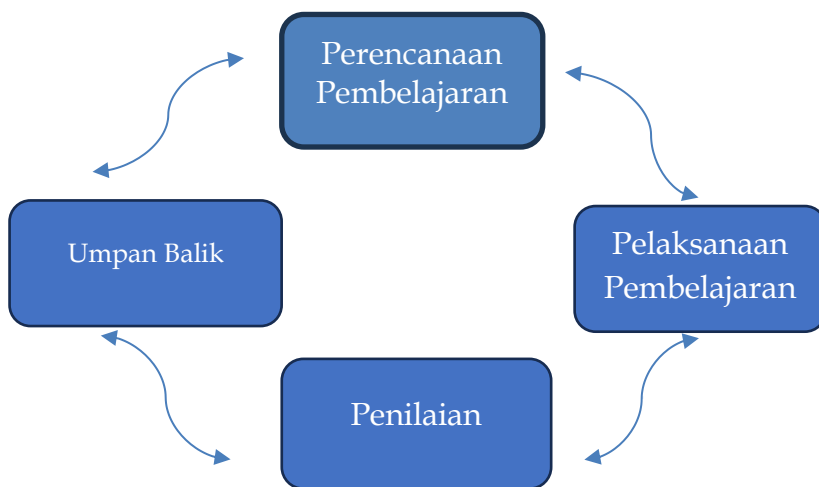 Perencanaan
Pembelajaran
Umpan Balik
Pelaksanaan
Pembelajaran
Penilaian